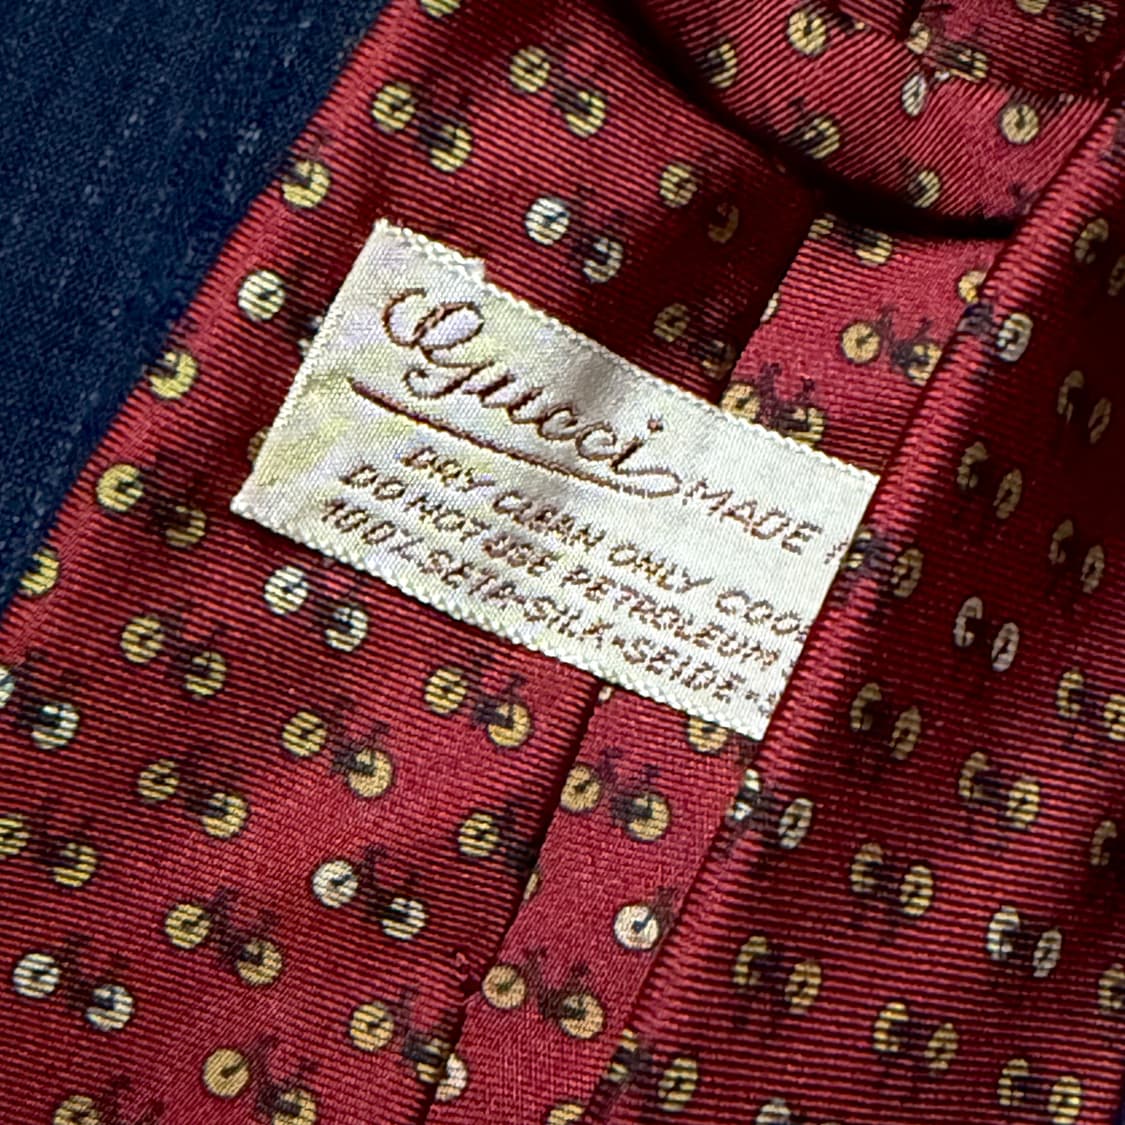 Gucci MADE
DRY CLEAN ONLY
DO NOT USE PETROLEUM
100% SETA-SILK-SEIDE-